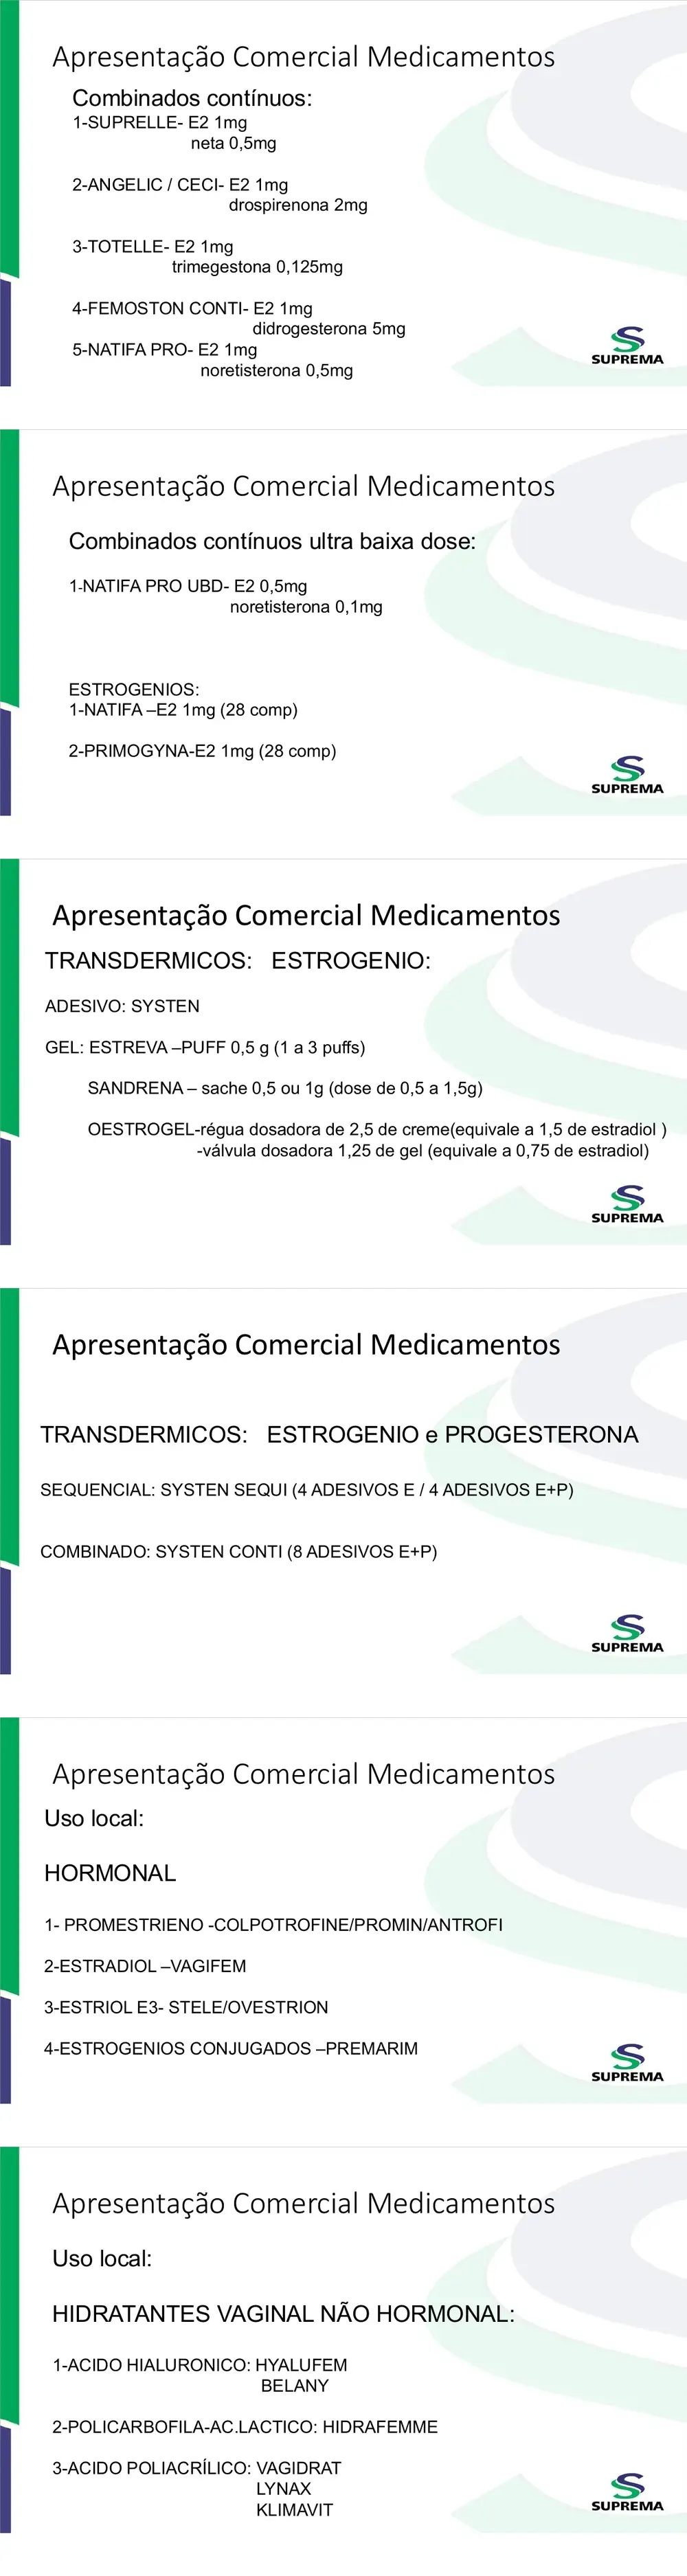 Apresentação Comercial Medicamentos
Combinados contínuos:
1-SUPRELLE- E2 1mg
neta 0,5mg
2-ANGELIC / CECI- E2 1mg
drospirenona 2mg
3-TOTELLE- E2 1mg
trimegestona 0,125mg
4-FEMOSTON CONTI- E2 1mg
didrogesterona 5mg
5-NATIFA PRO- E2 1mg
noretisterona 0,5mg
SUPREMA
Apresentação Comercial Medicamentos
Combinados contínuos ultra baixa dose:
1-NATIFA PRO UBD- E2 0,5mg
noretisterona 0,1mg
ESTROGENIOS:
1-NATIFA –E2 1mg (28 comp)
2-PRIMOGYNA-E2 1mg (28 comp)
SUPREMA
Apresentação Comercial Medicamentos
TRANSDERMICOS: ESTROGENIO:
ADESIVO: SYSTEN
GEL: ESTREVA –PUFF 0,5 g (1 a 3 puffs)
SANDRENA – sache 0,5 ou 1g (dose de 0,5 a 1,5g)
OESTROGEL-régua dosadora de 2,5 de creme(equivale a 1,5 de estradiol )
-válvula dosadora 1,25 de gel (equivale a 0,75 de estradiol)
SUPREMA
Apresentação Comercial Medicamentos
TRANSDERMICOS: ESTROGENIO e PROGESTERONA
SEQUENCIAL: SYSTEN SEQUI (4 ADESIVOS E / 4 ADESIVOS E+P)
COMBINADO: SYSTEN CONTI (8 ADESIVOS E+P)
SUPREMA
Apresentação Comercial Medicamentos
Uso local:
HORMONAL
1- PROMESTRIENO -COLPOTROFINE/PROMIN/ANTROFI
2-ESTRADIOL –VAGIFEM
3-ESTRIOL E3- STELE/OVESTRION
4-ESTROGENIOS CONJUGADOS –PREMARIM
SUPREMA
Apresentação Comercial Medicamentos
Uso local:
HIDRATANTES VAGINAL NÃO HORMONAL:
1-ACIDO HIALURONICO: HYALUFEM
BELANY
2-POLICARBOFILA-AC.LACTICO: HIDRAFEMME
3-ACIDO POLIACRÍLICO: VAGIDRAT
LYNAX
KLIMAVIT
SUPREMA